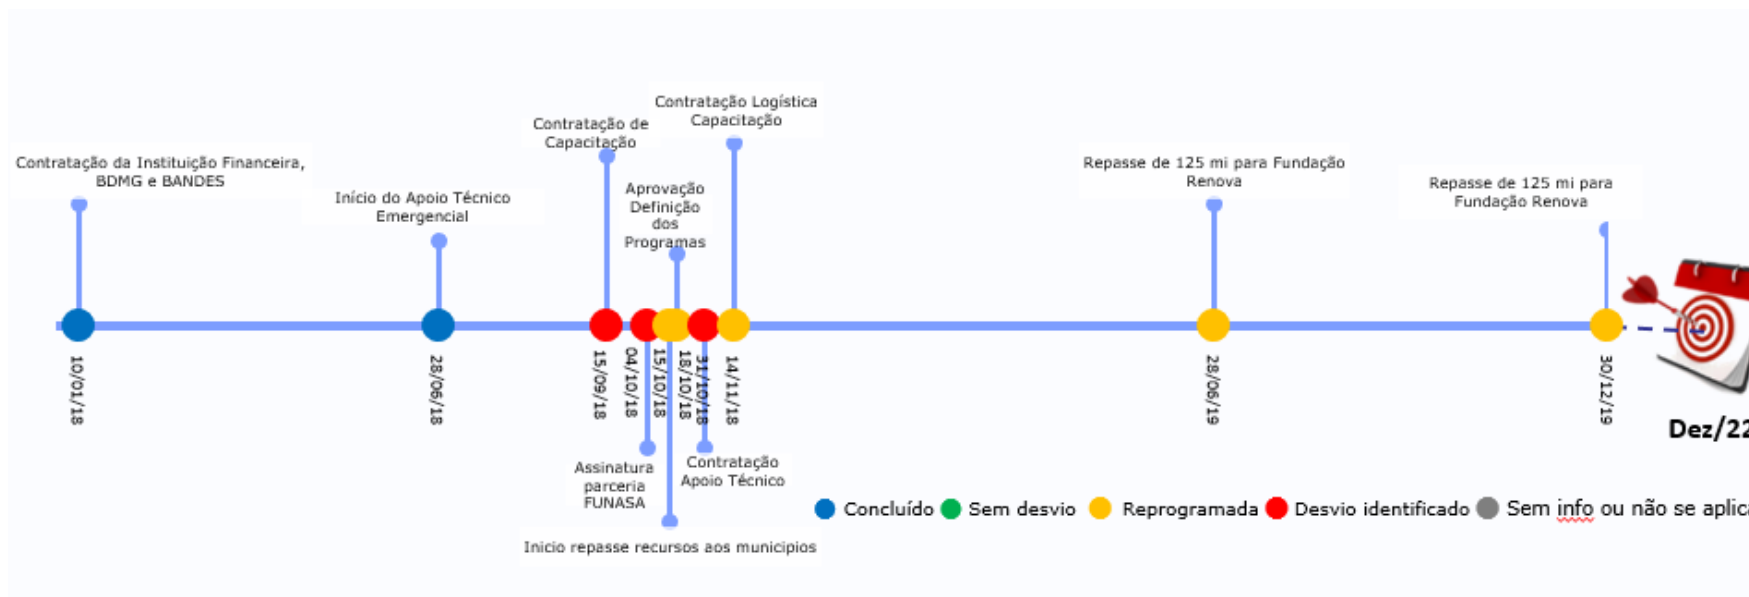 Contratação Logística
Capacitação
Contratação de
Capacitação
Contratação da Instituição Financeira,
BDMG e BANDES
Repasse de 125 mi para Fundação
Renova
Repasse de 125 mi para
Fundação Renova
Início do Apoio Técnico
Emergencial
Aprovação
Definição
dos
Programas
10/01/18
28/06/18
15/09/18
04/10/18
15/10/18
18/10/18
31/10/18
14/11/18
28/06/19
30/12/19
Dez/22
Assinatura
parceria
FUNASA
Contratação
Apoio Técnico
Inicio repasse recursos aos municipios
Concluído
Sem desvio
Reprogramada
Desvio identificado
Sem info ou não se aplica